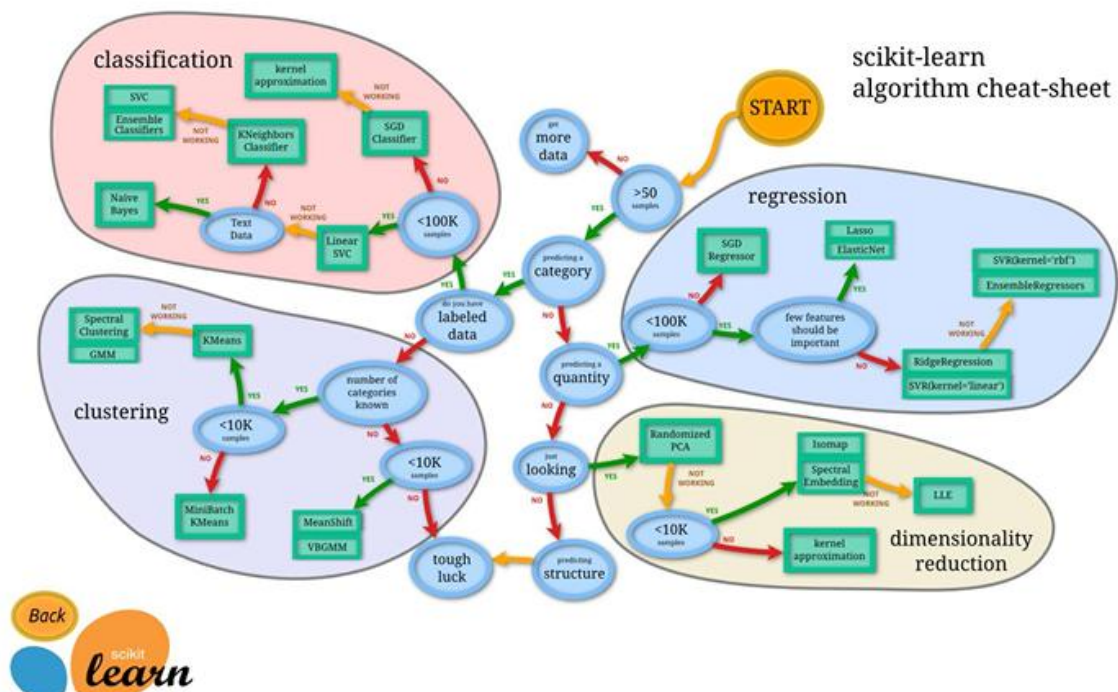 scikit-learn
algorithm cheat-sheet
START
classification
kernel
approximation
NOT
WORKING
SVC
Ensemble
Classifiers
NOT
WORKING
KNeighbors
Classifier
SGD
Classifier
NO
Naive
Bayes
YES
Text
Data
NO
NOT
WORKING
Linear
SVC
YES
<100K
samples
YES
get
more
data
NO
>50
samples
YES
predicting a
category
YES
NO
do you have
labeled
data
NO
predicting a
quantity
YES
NO
just
looking
YES
NO
predicting
structure
tough
luck
regression
SGD
Regressor
NO
<100K
samples
YES
Lasso
ElasticNet
YES
few features
should be
important
NO
SVR(kernel='rbf')
EnsembleRegressors
NOT
WORKING
RidgeRegression
SVR(kernel='linear')
clustering
Spectral
Clustering
GMM
NOT
WORKING
KMeans
YES
<10K
samples
NO
MiniBatch
KMeans
YES
number of
categories
known
NO
<10K
samples
YES
NO
MeanShift
VBGMM
dimensionality
reduction
Randomized
PCA
NOT
WORKING
<10K
samples
YES
NO
Isomap
Spectral
Embedding
NOT
WORKING
LLE
kernel
approximation
Back
scikit
learn